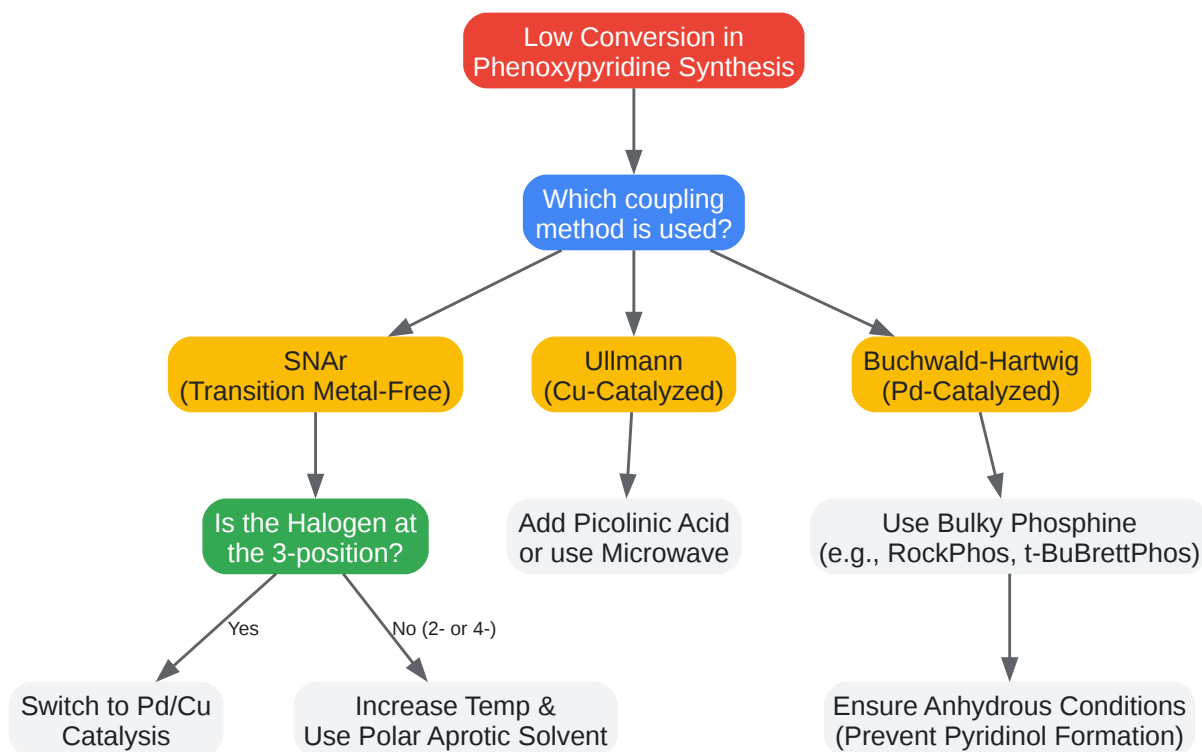 Low Conversion in
Phenoxypyridine Synthesis
Which coupling
method is used?
SNAr
(Transition Metal-Free)
Ullmann
(Cu-Catalyzed)
Buchwald-Hartwig
(Pd-Catalyzed)
Is the Halogen at
the 3-position?
Add Picolinic Acid
or use Microwave
Use Bulky Phosphine
(e.g., RockPhos, t-BuBrettPhos)
Yes
No (2- or 4-)
Switch to Pd/Cu
Catalysis
Increase Temp &
Use Polar Aprotic Solvent
Ensure Anhydrous Conditions
(Prevent Pyridinol Formation)